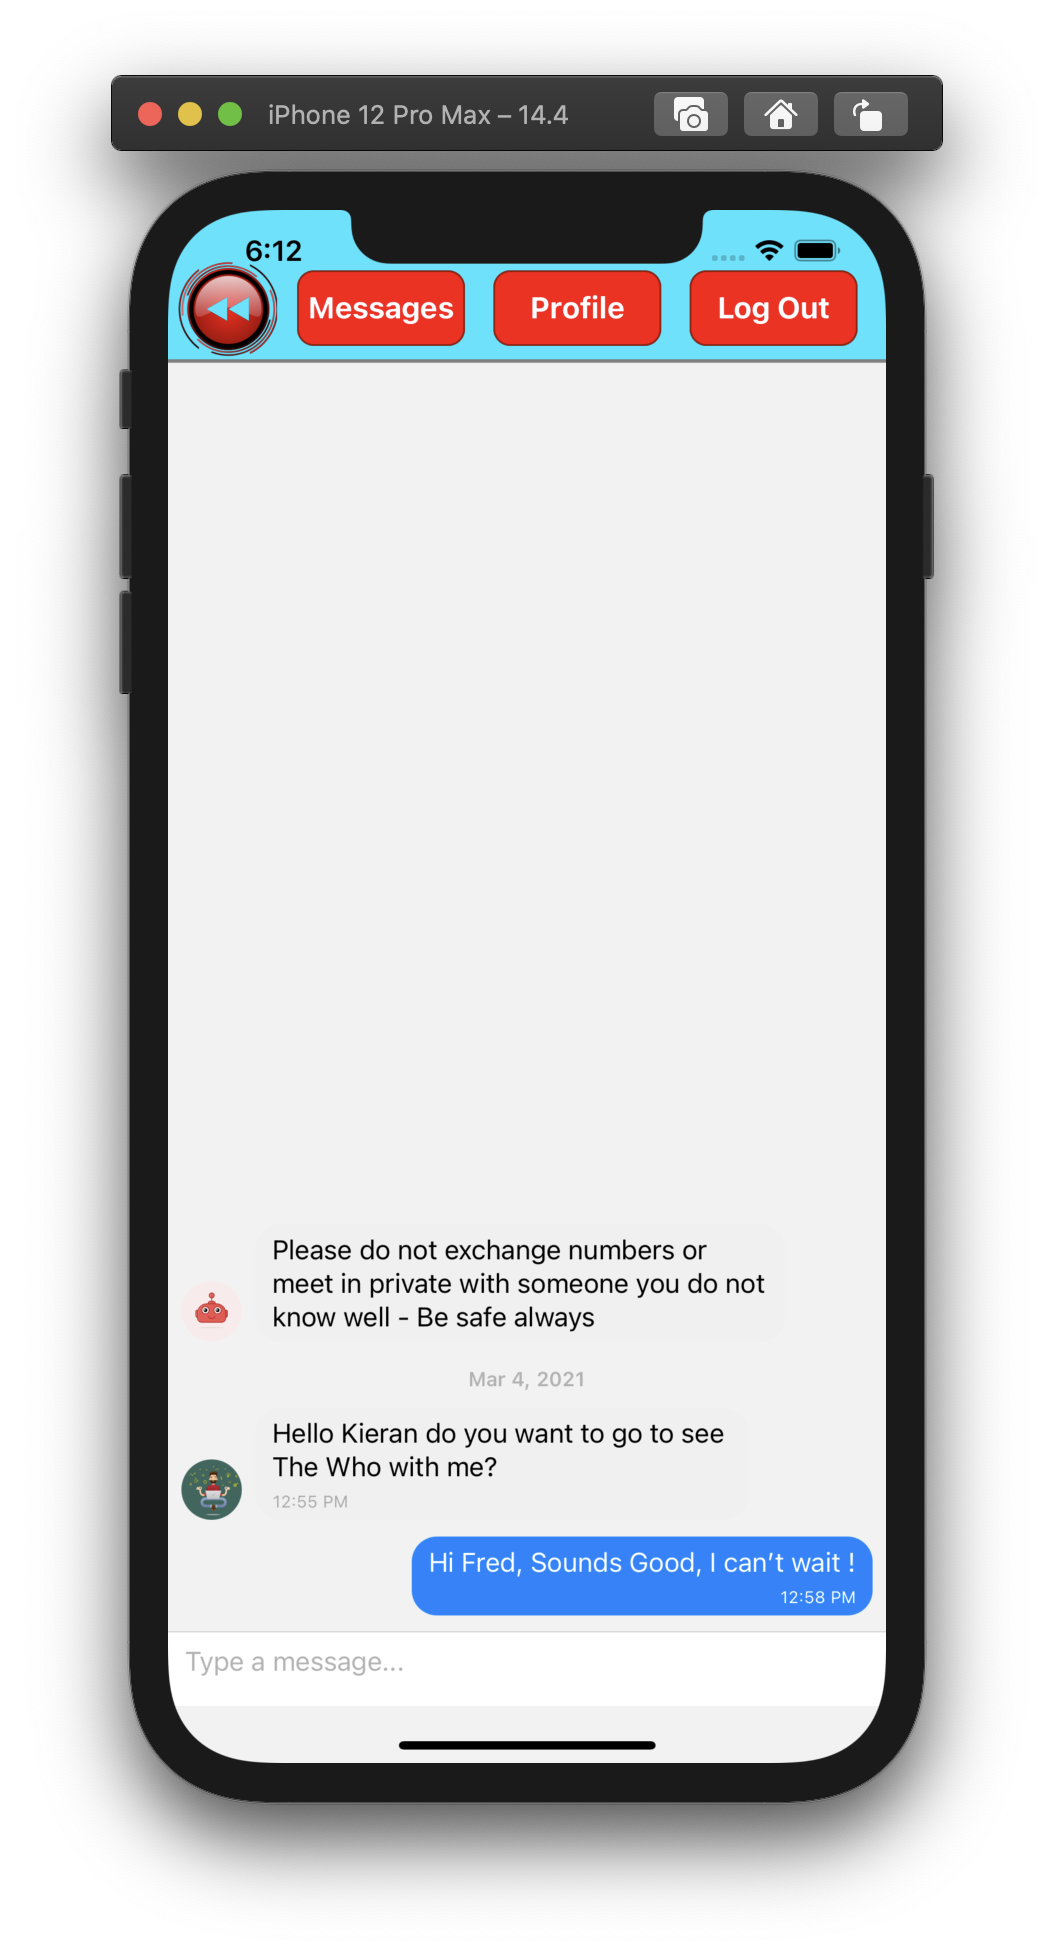 iPhone 12 Pro Max – 14.4
6:12
Messages
Profile
Log Out
Please do not exchange numbers or
meet in private with someone you do not
know well - Be safe always
Mar 4, 2021
Hello Kieran do you want to go to see
The Who with me?
12:55 PM
Hi Fred, Sounds Good, I can't wait !
12:58 PM
Type a message...